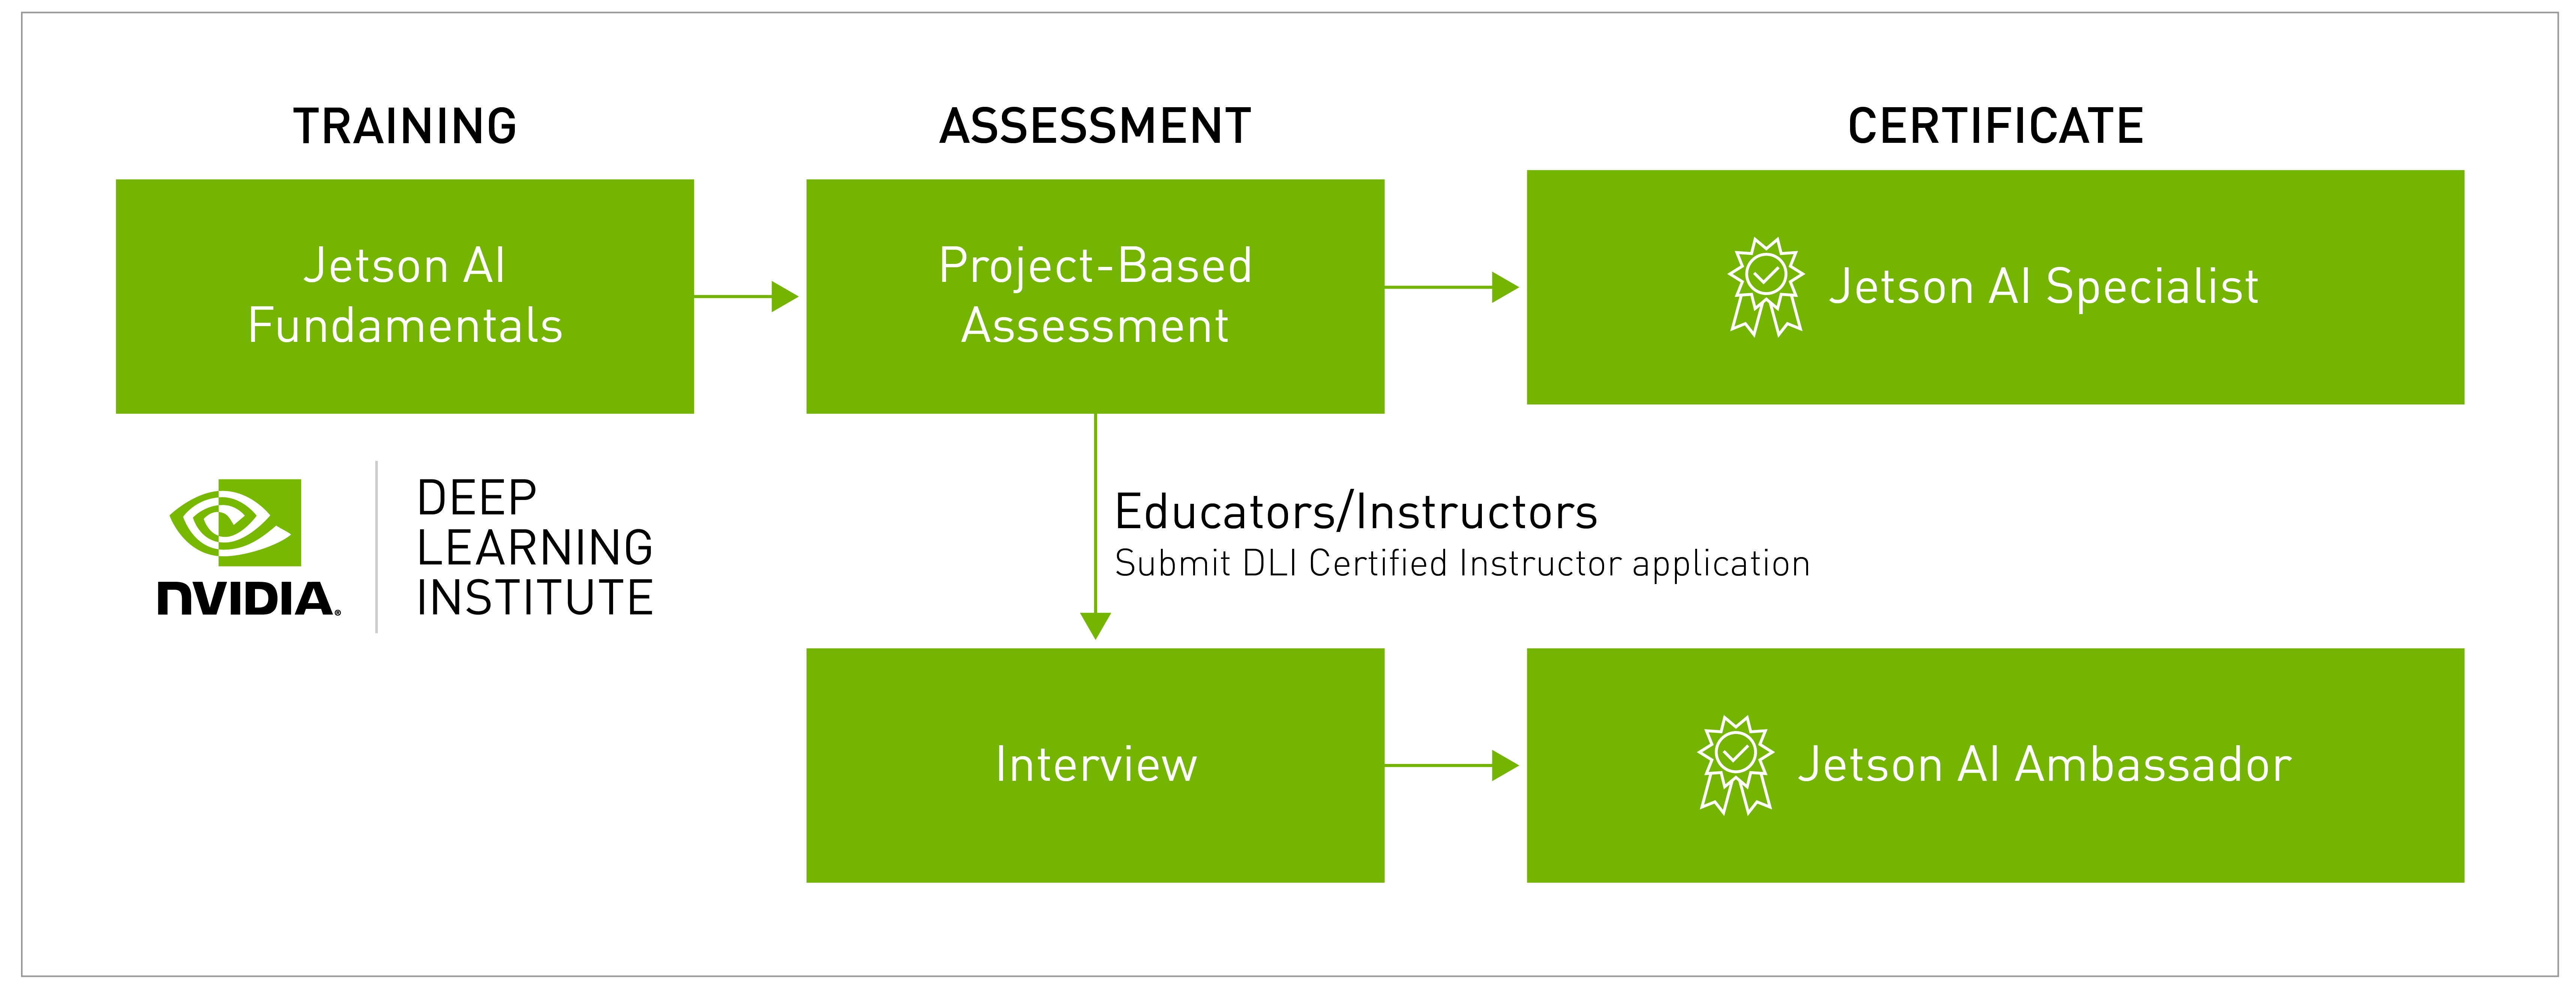 TRAINING
ASSESSMENT
CERTIFICATE
Jetson AI
Fundamentals
Project-Based
Assessment
Jetson AI Specialist
NVIDIA®
DEEP
LEARNING
INSTITUTE
Educators/Instructors
Submit DLI Certified Instructor application
Interview
Jetson AI Ambassador